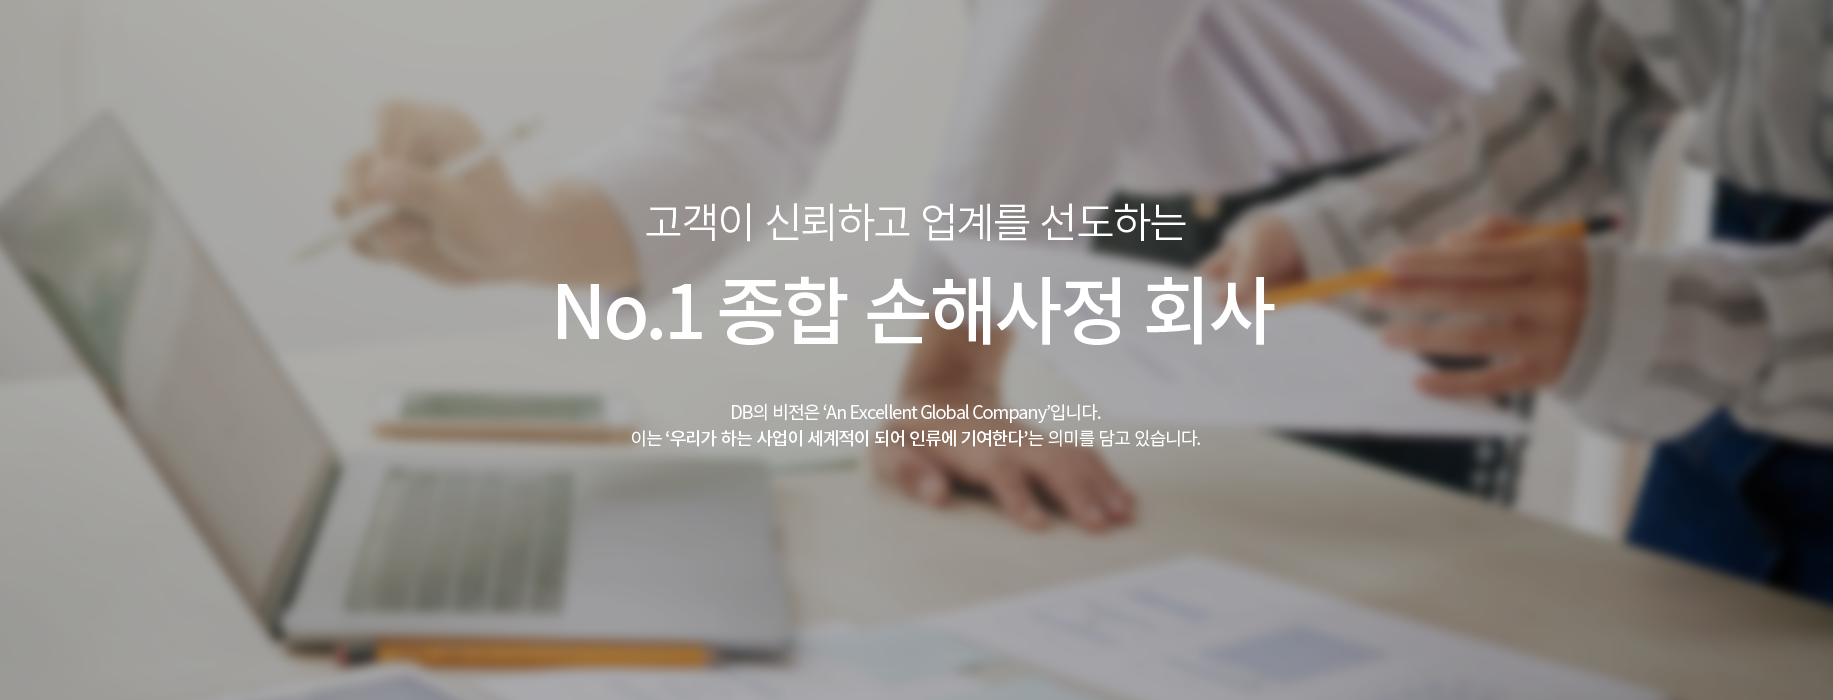 고객이 신뢰하고 업계를 선도하는
No.1 종합 손해사정 회사
DB의 비전은 ‘An Excellent Global Company’입니다.
이는 ‘우리가 하는 사업이 세계적이 되어 인류에 기여한다’는 의미를 담고 있습니다.